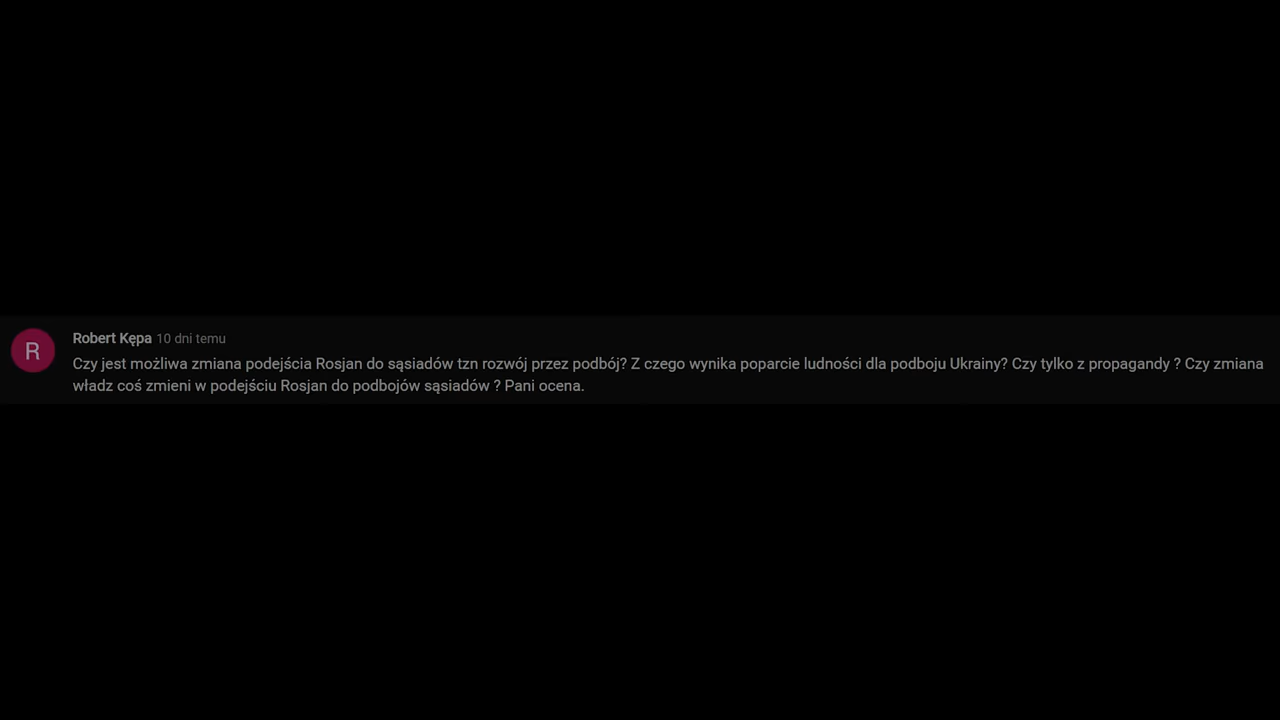 R
Robert Kępa 10 dni temu
Czy jest możliwa zmiana podejścia Rosjan do sąsiadów tzn rozwój przez podbój? Z czego wynika poparcie ludności dla podboju Ukrainy? Czy tylko z propagandy ? Czy zmiana
władz coś zmieni w podejściu Rosjan do podbojów sąsiadów ? Pani ocena.